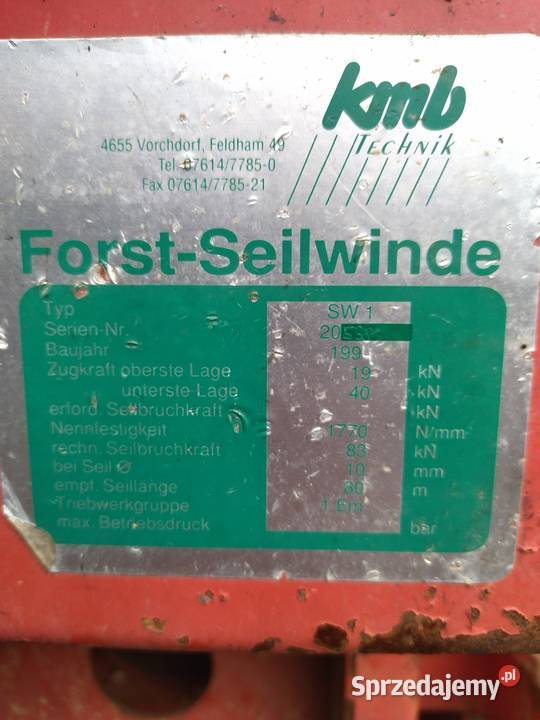 kmb
TECHNIK
4655 Vorchdorf, Feldham 49
Tel 07614/7785-0
Fax 07614/7785-21
Forst-Seilwinde
Typ SW 1
Serien-Nr. 20
Baujahr 199
Zugkraft oberste Lage 19 kN
unterste Lage 40 kN
erford. Seilbruchkraft kN
Nennfestigkeit 1770 N/mm
rechn. Seilbruchkraft 83 kN
bei Seil Ø 10 mm
empf. Seillänge 80 m
Triebwerkgruppe 1 Em
max. Betriebsdruck bar
Sprzedajemy.pl